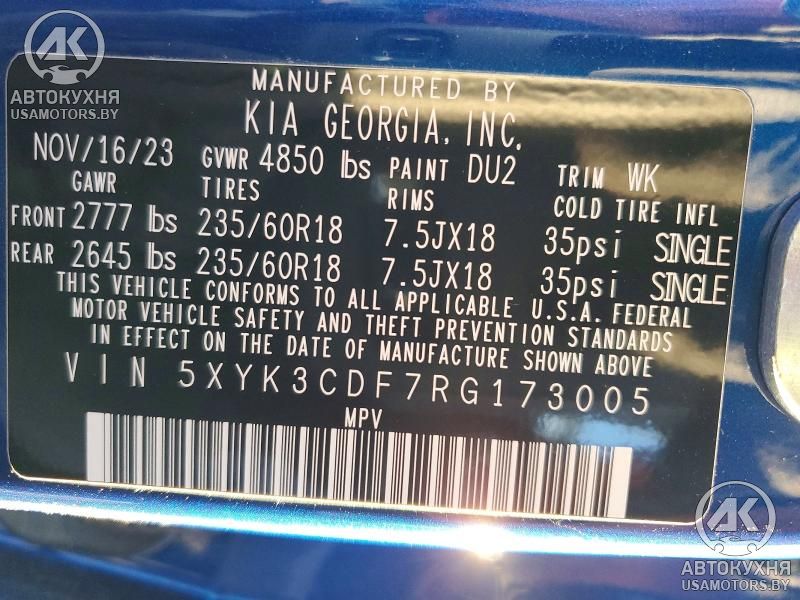 АК
АВТОКУХНЯ
USAMOTORS.BY
MANUFACTURED BY
KIA GEORGIA, INC.
NOV/16/23 GVWR 4850 lbs PAINT DU2 TRIM WK
GAWR TIRES RIMS COLD TIRE INFL
FRONT 2777 lbs 235/60R18 7.5JX18 35psi SINGLE
REAR 2645 lbs 235/60R18 7.5JX18 35psi SINGLE
THIS VEHICLE CONFORMS TO ALL APPLICABLE U.S.A. FEDERAL
MOTOR VEHICLE SAFETY AND THEFT PREVENTION STANDARDS
IN EFFECT ON THE DATE OF MANUFACTURE SHOWN ABOVE
VIN 5XYK3CDF7RG173005
MPV
АК
АВТОКУХНЯ
USAMOTORS.BY